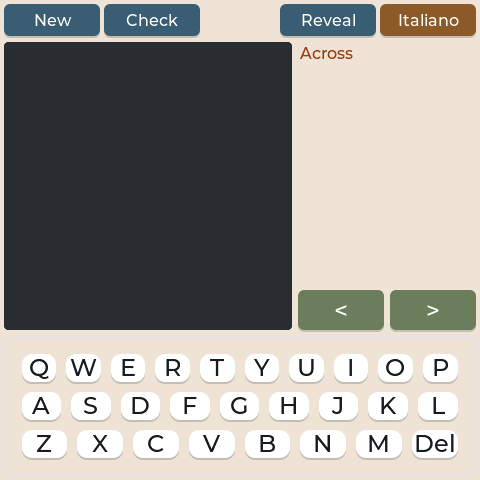 New Check Reveal Italiano
Across
< >
Q W E R T Y U I O P
A S D F G H J K L
Z X C V B N M Del